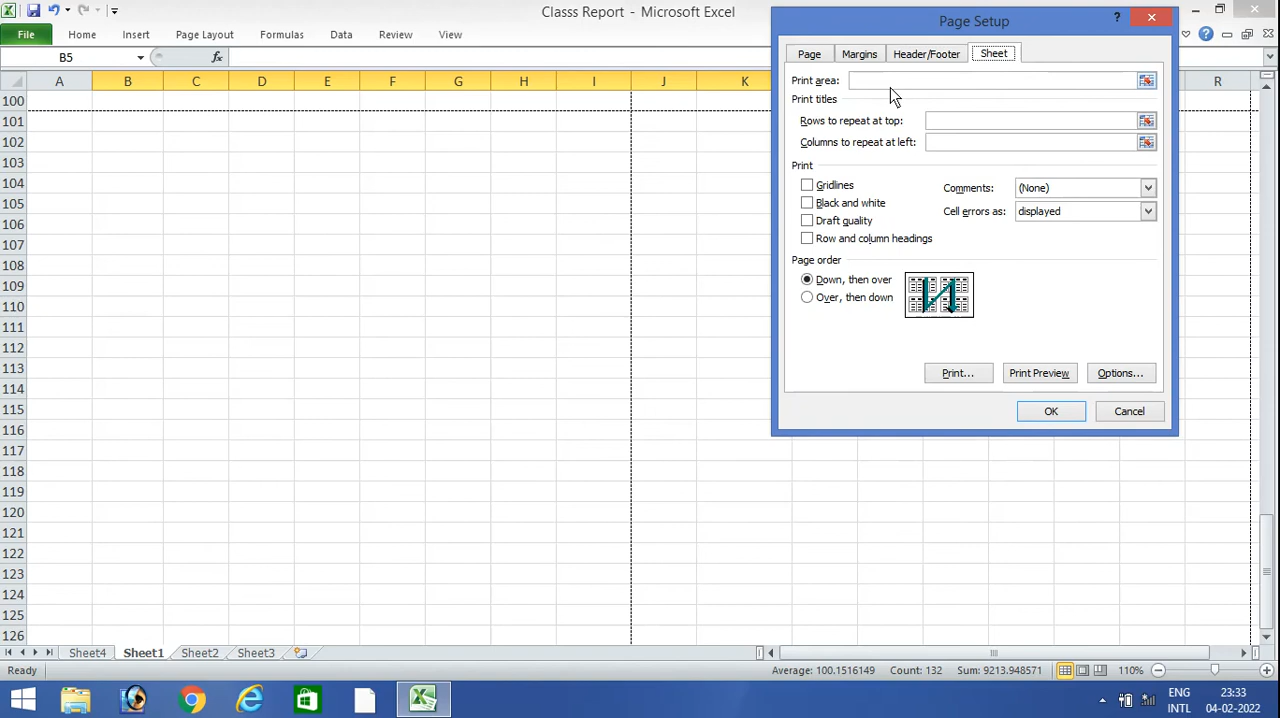 Classs Report - Microsoft Excel
File Home Insert Page Layout Formulas Data Review View
B5 fx
A B C D E F G H I J K R
100
101
102
103
104
105
106
107
108
109
110
111
112
113
114
115
116
117
118
119
120
121
122
123
124
125
126
Page Setup
Page Margins Header/Footer Sheet
Print area:
Print titles
Rows to repeat at top:
Columns to repeat at left:
Print
Gridlines
Black and white
Draft quality
Row and column headings
Comments: (None)
Cell errors as: displayed
Page order
Down, then over
Over, then down
Print... Print Preview Options...
OK Cancel
Sheet4 Sheet1 Sheet2 Sheet3
Ready Average: 100.1516149 Count: 132 Sum: 9213.948571 110%
ENG 23:33
INTL 04-02-2022